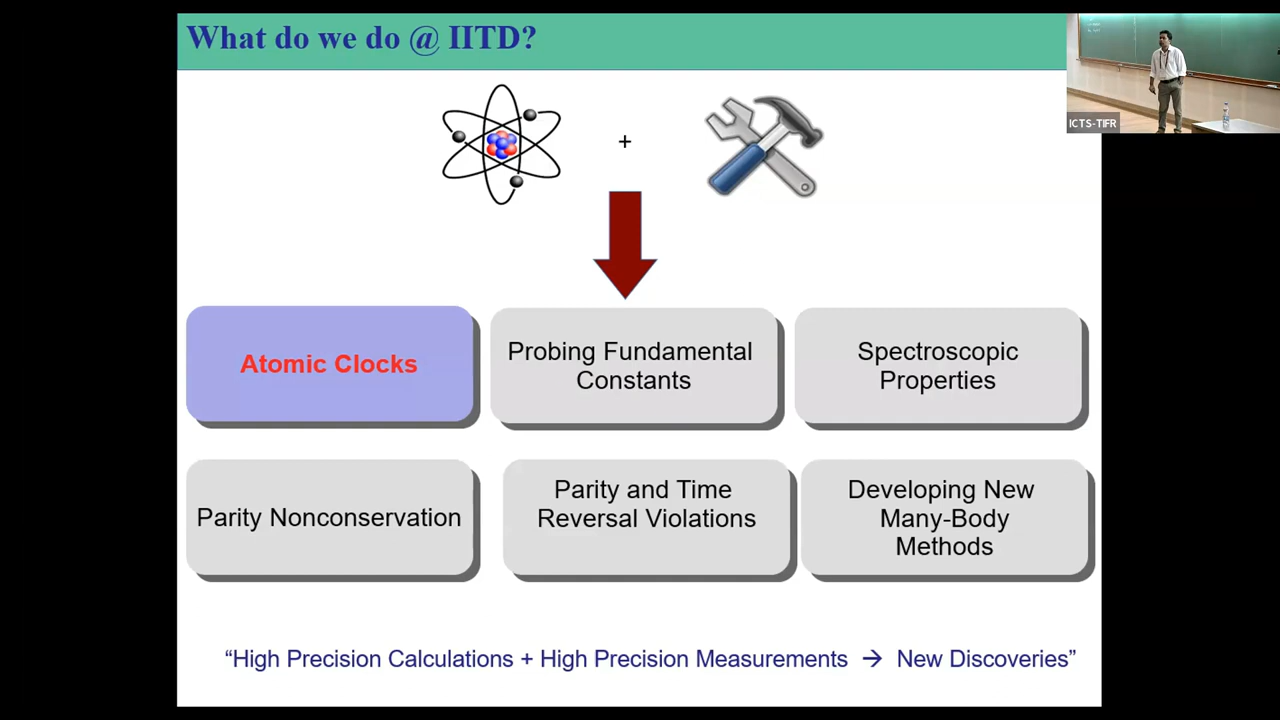 What do we do @ IITD?
ICTS-TIFR
+
Atomic Clocks
Probing Fundamental
Constants
Spectroscopic
Properties
Parity Nonconservation
Parity and Time
Reversal Violations
Developing New
Many-Body
Methods
“High Precision Calculations + High Precision Measurements → New Discoveries”